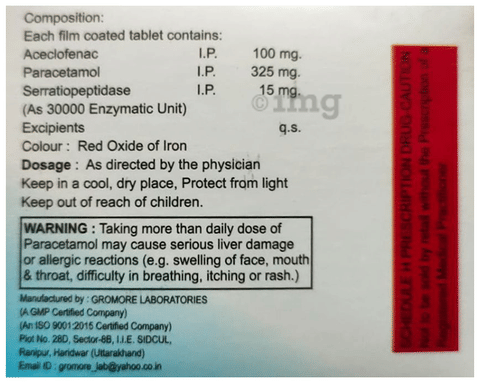 Composition:
Each film coated tablet contains:
Aceclofenac I.P. 100 mg.
Paracetamol I.P. 325 mg.
Serratiopeptidase I.P. 15 mg.
(As 30000 Enzymatic Unit)
Excipients q.s.
Colour : Red Oxide of Iron
Dosage : As directed by the physician
Keep in a cool, dry place, Protect from light
Keep out of reach of children.
WARNING : Taking more than daily dose of
Paracetamol may cause serious liver damage
or allergic reactions (e.g. swelling of face, mouth
& throat, difficulty in breathing, itching or rash.)
Manufactured by : GROMORE LABORATORIES
(A GMP Certified Company)
(An ISO 9001:2015 Certified Company)
Plot No. 28D, Sector-8B, I.I.E. SIDCUL,
Ranipur, Haridwar (Uttarakhand)
Email ID : gromore_lab@yahoo.co.in
SCHEDULE H PRESCRIPTION DRUG-CAUTION
Not to be sold by retail without the Prescription of a
Registered Medical Practitioner
©1mg